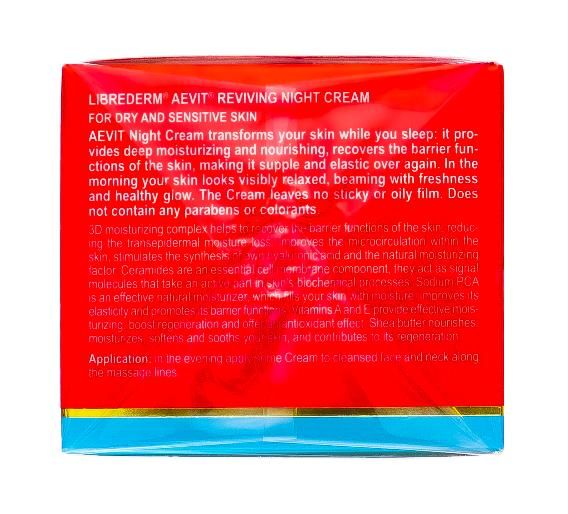 LIBREDERM® AEVIT® REVIVING NIGHT CREAM
FOR DRY AND SENSITIVE SKIN
AEVIT Night Cream transforms your skin while you sleep: it pro-
vides deep moisturizing and nourishing, recovers the barrier fun-
ctions of the skin, making it supple and elastic over again. In the
morning your skin looks visibly relaxed, beaming with freshness
and healthy glow. The Cream leaves no sticky or oily film. Does
not contain any parabens or colorants.
3D moisturizing complex helps to recover the barrier functions of the skin, reduc-
ing the transepidermal moisture loss, improves the microcirculation within the
skin, stimulates the synthesis of own hyaluronic acid and the natural moisturizing
factor. Ceramides are an essential cell membrane component, they act as signal
molecules that take an active part in skin's biochemical processes. Sodium PCA
is an effective natural moisturizer, which fills your skin with moisture, improves its
elasticity and promotes its barrier functions. Vitamins A and E provide effective mois-
turizing, boost regeneration and offer antioxidant effect. Shea butter nourishes,
moisturizes, softens and sooths your skin, and contributes to its regeneration.
Application: in the evening apply the Cream to cleansed face and neck along
the massage lines.